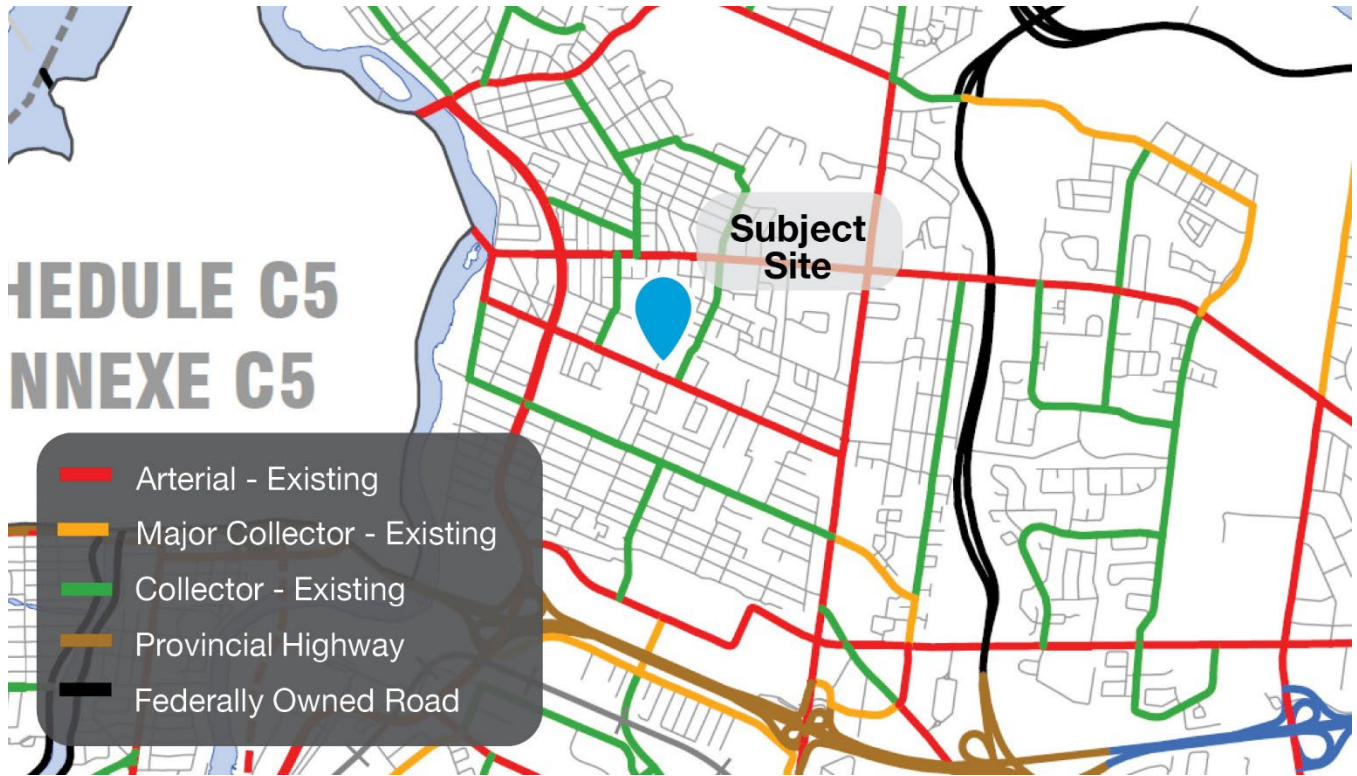 Subject
Site
HEDULE C5
NNEXE C5
Arterial - Existing
Major Collector - Existing
Collector - Existing
Provincial Highway
Federally Owned Road